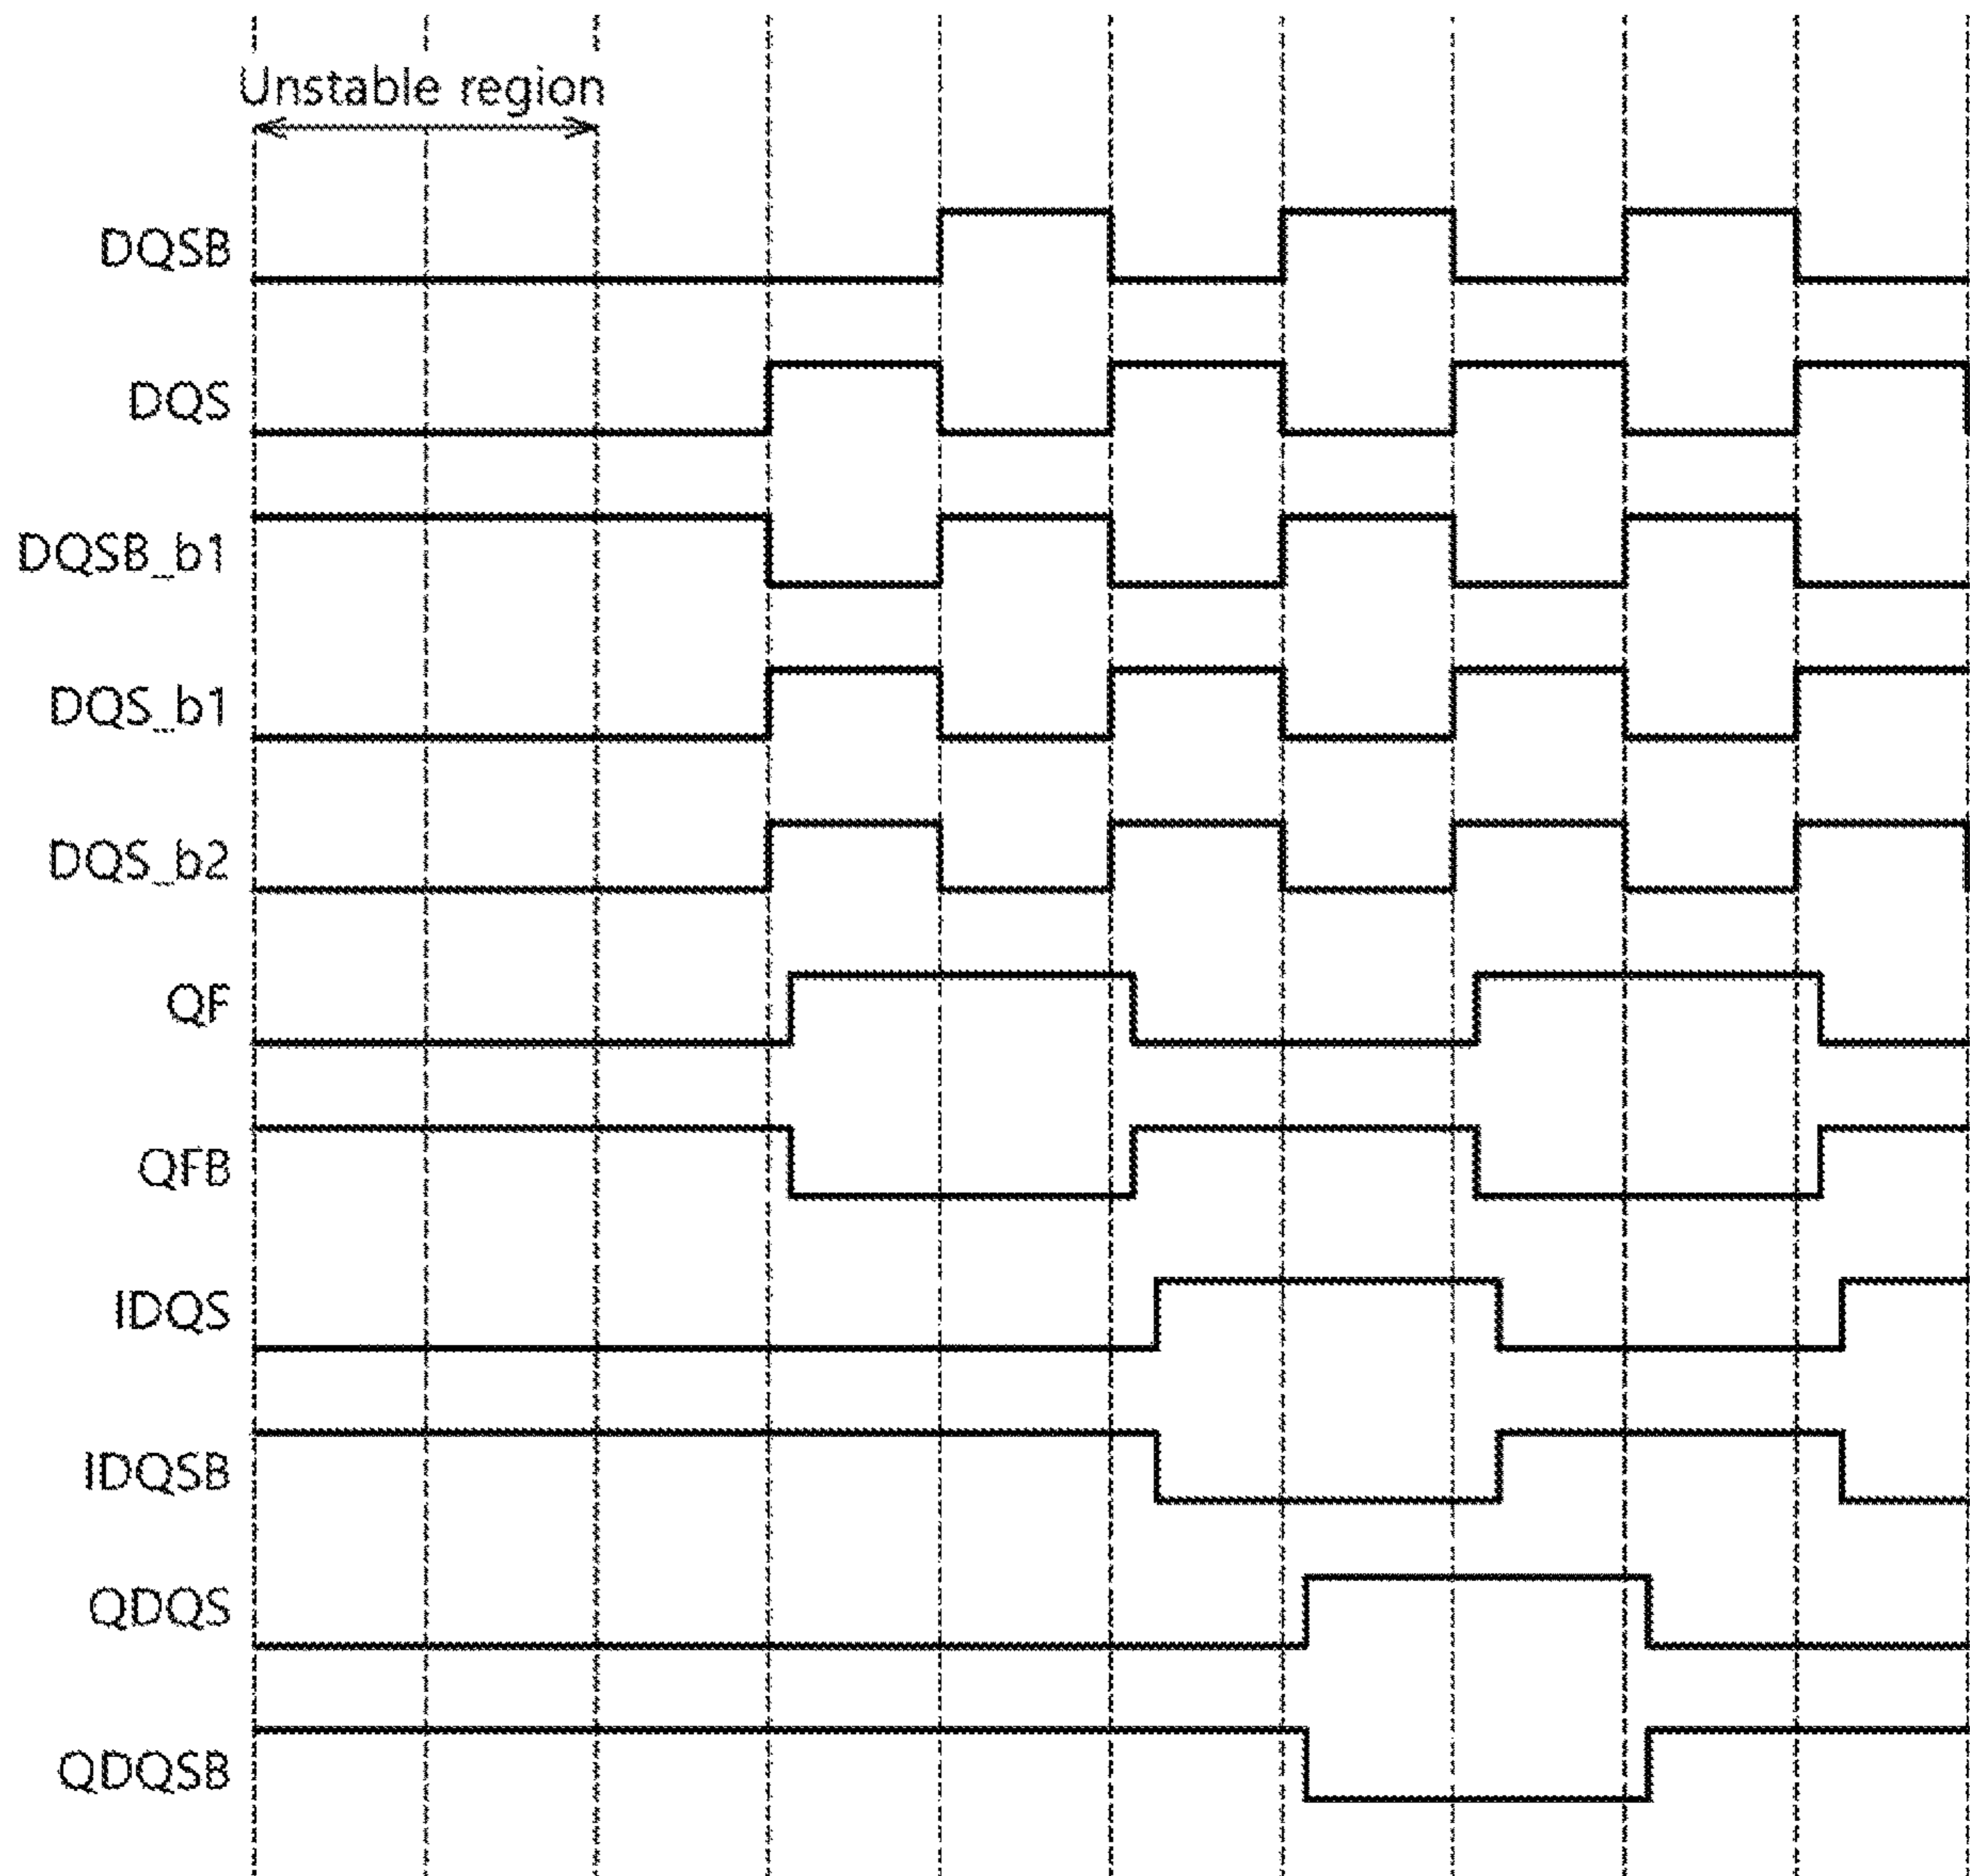 Unstable region
DQSB
DQS
DQSB_b1
DQS_b1
DQS_b2
QF
QFB
IDQS
IDQSB
QDQS
QDQSB